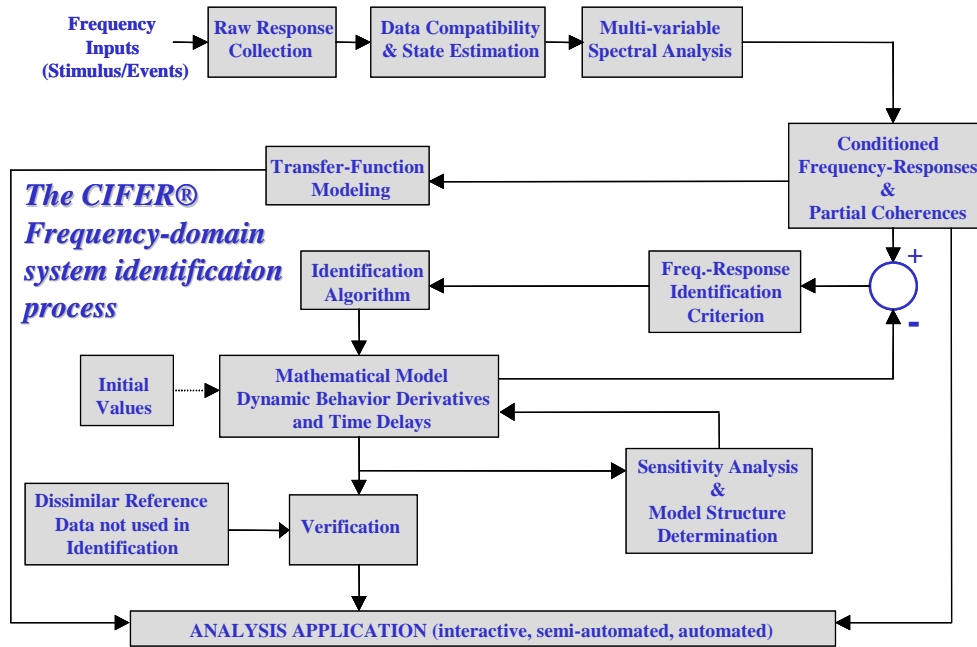 Frequency
Inputs
(Stimulus/Events)
Raw Response
Collection
Data Compatibility
& State Estimation
Multi-variable
Spectral Analysis
Conditioned
Frequency-Responses
&
Partial Coherences
Transfer-Function
Modeling
The CIFER®
Frequency-domain
system identification
process
+
-
Freq.-Response
Identification
Criterion
Identification
Algorithm
Initial
Values
Mathematical Model
Dynamic Behavior Derivatives
and Time Delays
Sensitivity Analysis
&
Model Structure
Determination
Dissimilar Reference
Data not used in
Identification
Verification
ANALYSIS APPLICATION (interactive, semi-automated, automated)